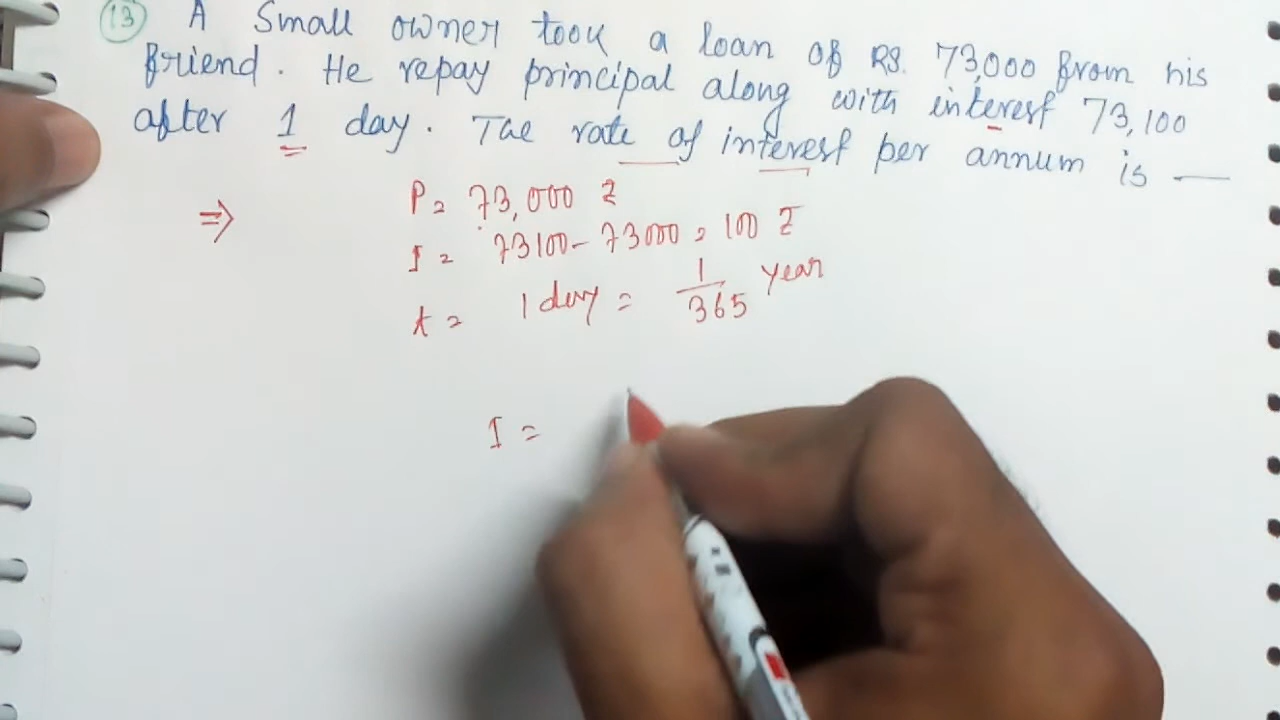 13 A Small owner took a loan of RS. 73,000 from his
friend. He repay principal along with interest 73,100
after 1 day. The rate of interest per annum is —
⇒ P = 73,000 ₹
I = 73100 - 73000 = 100 ₹
t = 1 day = 1/365 year
I =